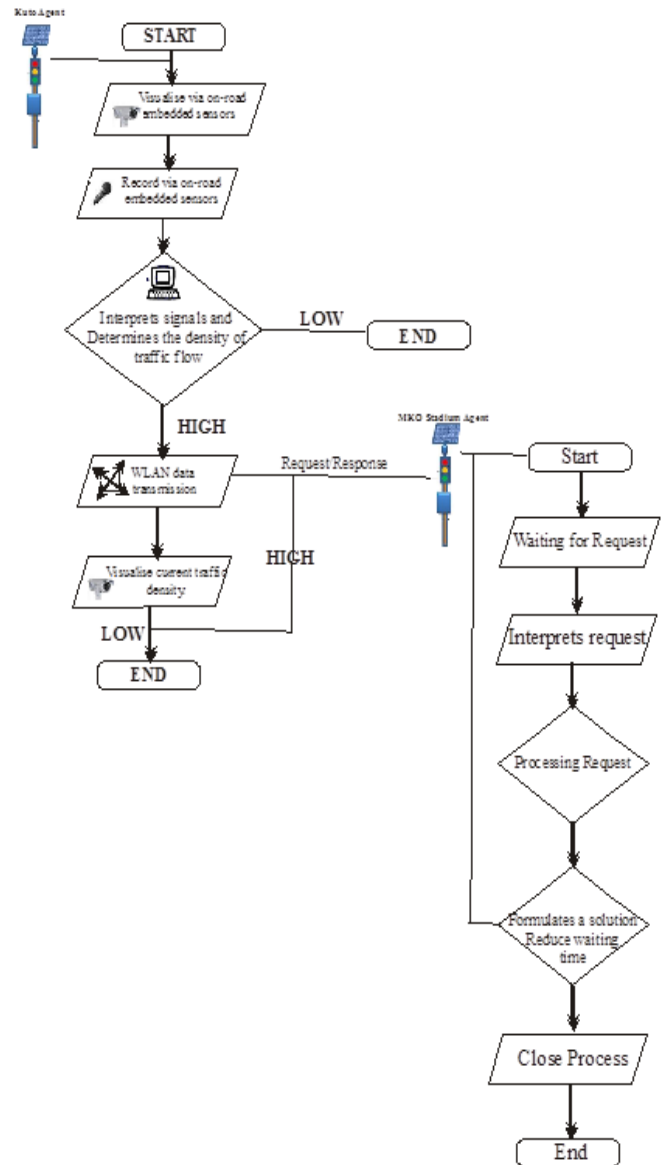 Kuto Agent
START
Visualise via on-road
embedded sensors
Record via on-road
embedded sensors
Interprets signals and
Determines the density of
traffic flow
LOW
END
HIGH
WLAN data
transmission
Request/Response
HIGH
Visualise current traffic
density
LOW
END
MKO Stadium Agent
Start
Waiting for Request
Interprets request
Processing Request
Formulates a solution
Reduce waiting
time
Close Process
End